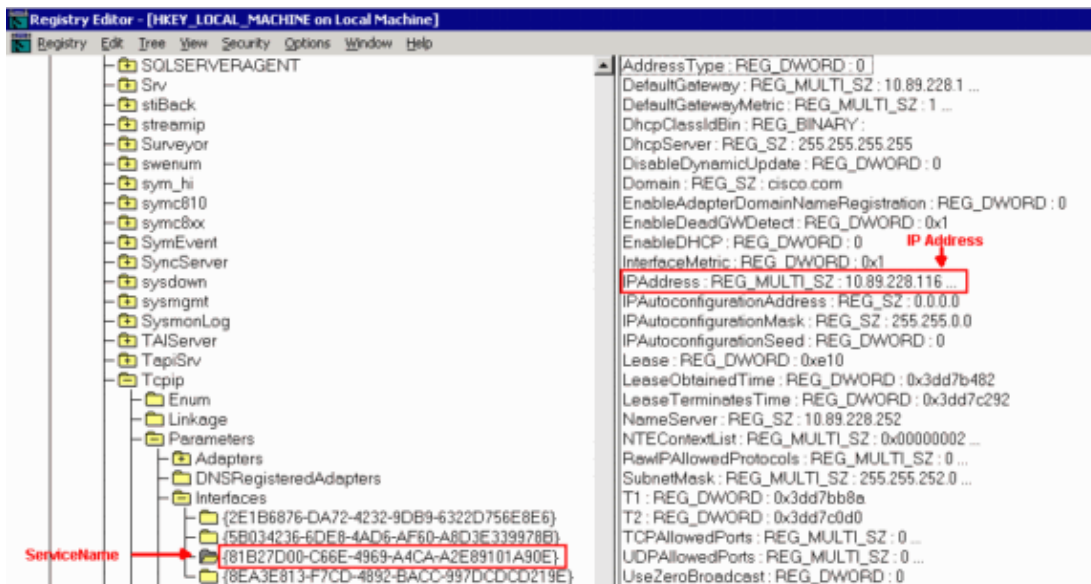 Registry Editor - [HKEY_LOCAL_MACHINE on Local Machine]
Registry Edit Tree View Security Options Window Help
SQLSERVERAGENT
Srv
stiBack
streamip
Surveyor
swenum
sym_hi
symc810
symc8xx
SymEvent
SyncServer
sysdown
sysmgmt
SysmonLog
TAIServer
TapiSrv
Tcpip
Enum
Linkage
Parameters
Adapters
DNSRegisteredAdapters
Interfaces
{2E1B6876-DA72-4232-9DB9-6322D756E8E6}
{5B034236-6DE8-4AD6-AF60-A8D3E339978B}
ServiceName
{81B27D00-C66E-4969-A4CA-A2E89101A90E}
{8EA3E813-F7CD-4892-BACC-997DCDCD219E}
AddressType : REG_DWORD : 0
DefaultGateway : REG_MULTI_SZ : 10.89.228.1 ...
DefaultGatewayMetric : REG_MULTI_SZ : 1 ...
DhcpClassIdBin : REG_BINARY :
DhcpServer : REG_SZ : 255.255.255.255
DisableDynamicUpdate : REG_DWORD : 0
Domain : REG_SZ : cisco.com
EnableAdapterDomainNameRegistration : REG_DWORD : 0
EnableDeadGWDetect : REG_DWORD : 0x1
EnableDHCP : REG_DWORD : 0
IP Address
InterfaceMetric : REG_DWORD : 0x1
IPAddress : REG_MULTI_SZ : 10.89.228.116 ...
IPAutoconfigurationAddress : REG_SZ : 0.0.0.0
IPAutoconfigurationMask : REG_SZ : 255.255.0.0
IPAutoconfigurationSeed : REG_DWORD : 0
Lease : REG_DWORD : 0xe10
LeaseObtainedTime : REG_DWORD : 0x3dd7b482
LeaseTerminatesTime : REG_DWORD : 0x3dd7c292
NameServer : REG_SZ : 10.89.228.252
NTEContextList : REG_MULTI_SZ : 0x00000002 ...
RawIPAllowedProtocols : REG_MULTI_SZ : 0 ...
SubnetMask : REG_MULTI_SZ : 255.255.252.0 ...
T1 : REG_DWORD : 0x3dd7bb8a
T2 : REG_DWORD : 0x3dd7c0d0
TCPAllowedPorts : REG_MULTI_SZ : 0 ...
UDPAllowedPorts : REG_MULTI_SZ : 0 ...
UseZeroBroadcast : REG_DWORD : 0